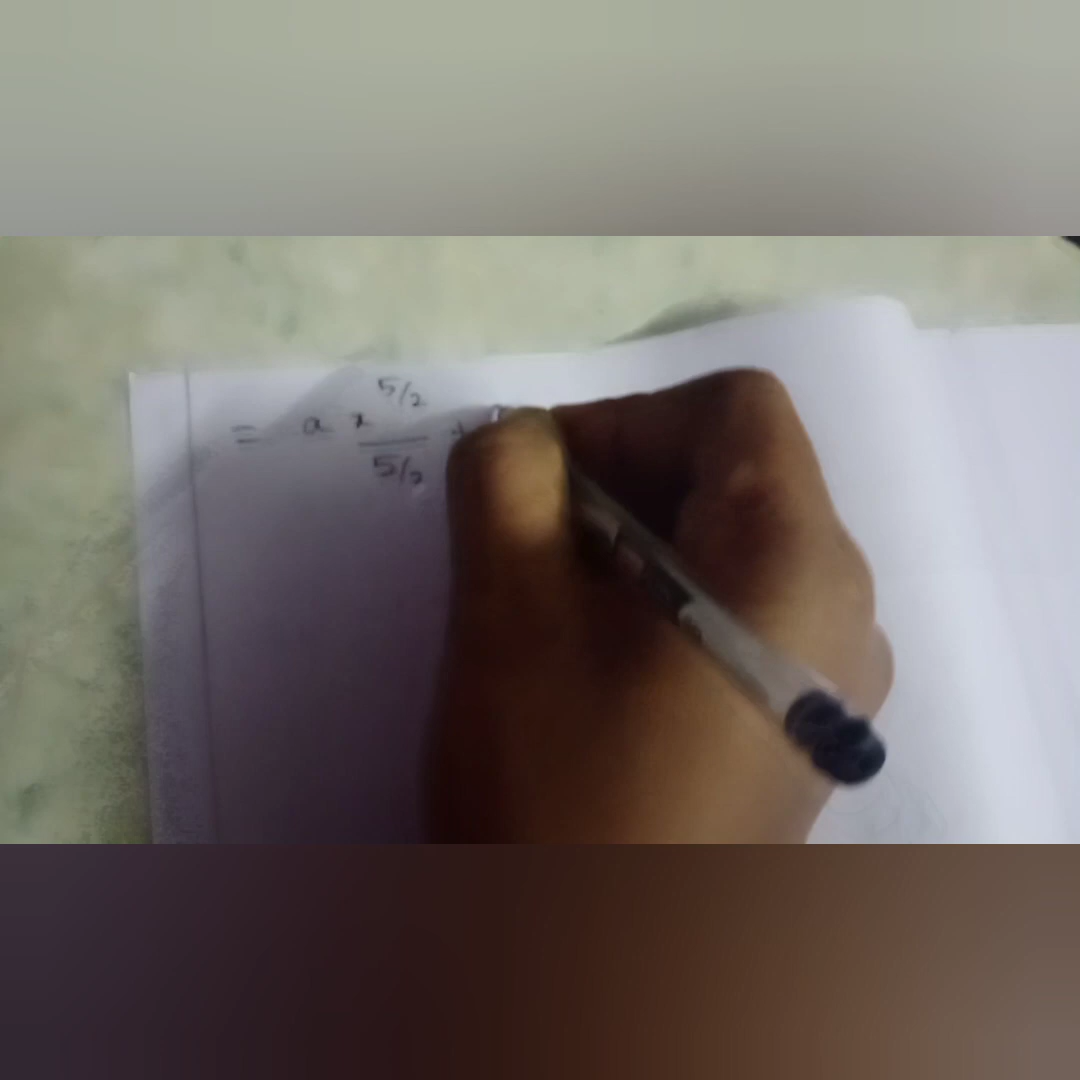 = a x^{5/2} / 5/2 +